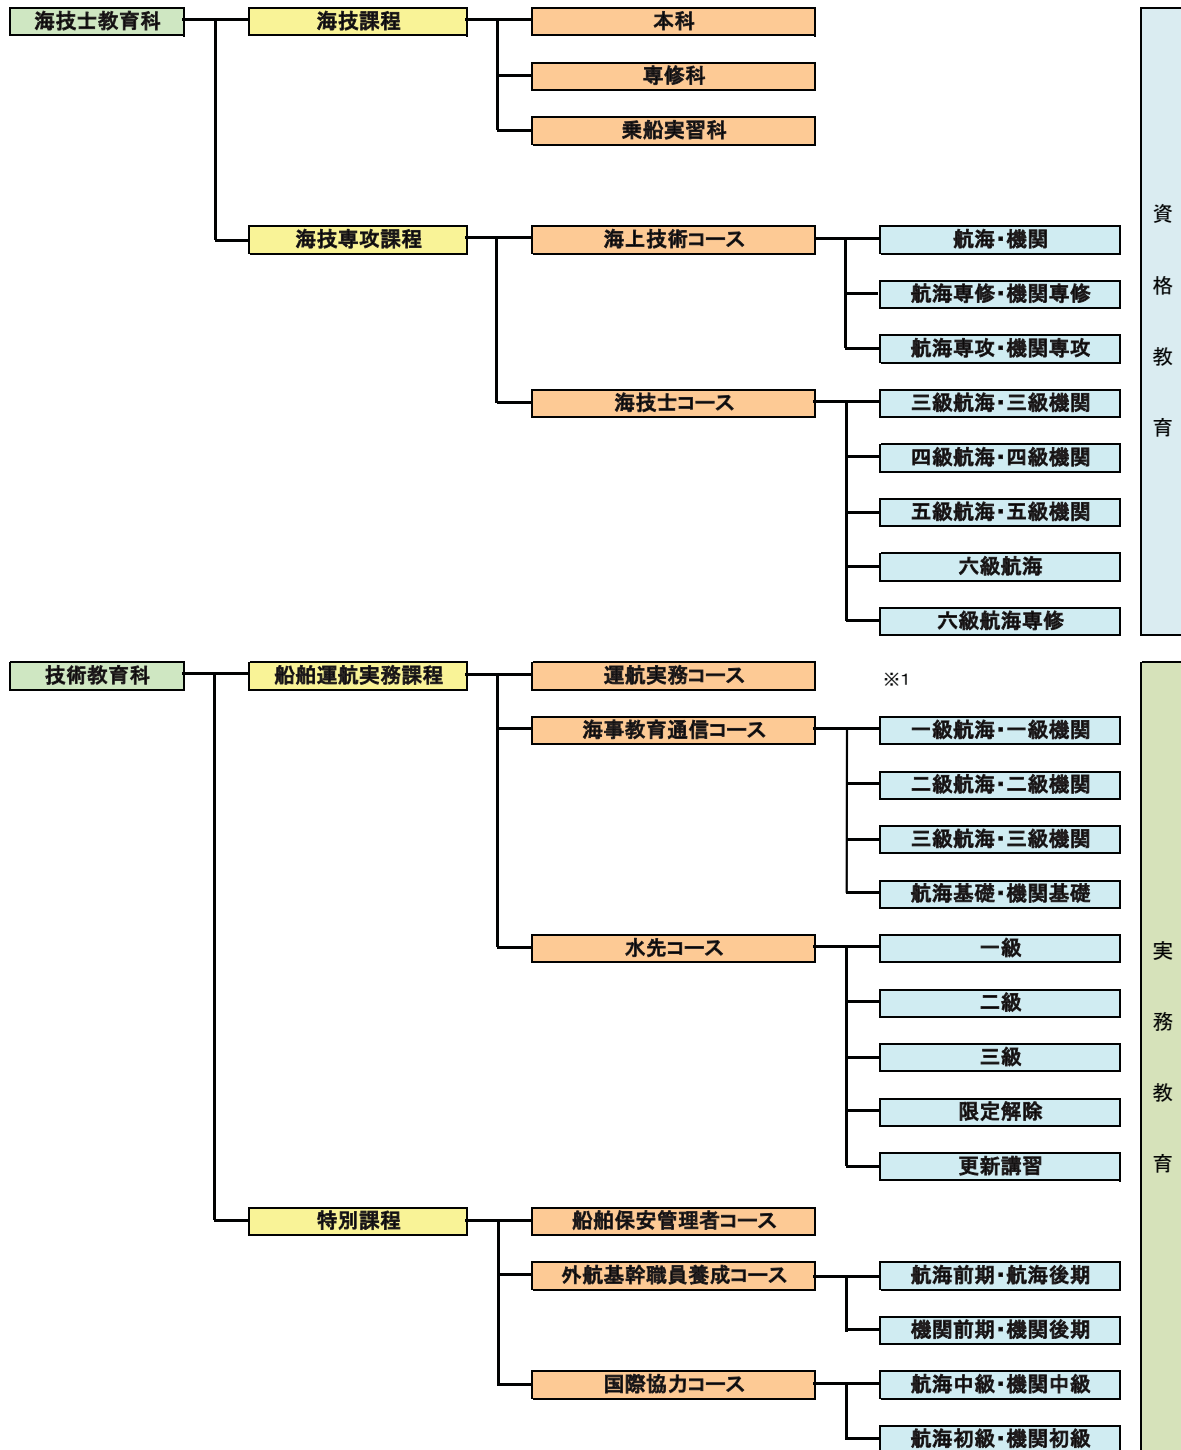 海技士教育科
海技課程
本科
専修科
乗船実習科
海技専攻課程
海上技術コース
航海・機関
航海専修・機関専修
航海専攻・機関専攻
海技士コース
三級航海・三級機関
四級航海・四級機関
五級航海・五級機関
六級航海
六級航海専修
資格教育
技術教育科
船舶運航実務課程
運航実務コース
※1
海事教育通信コース
一級航海・一級機関
二級航海・二級機関
三級航海・三級機関
航海基礎・機関基礎
水先コース
一級
二級
三級
限定解除
更新講習
特別課程
船舶保安管理者コース
外航基幹職員養成コース
航海前期・航海後期
機関前期・機関後期
国際協力コース
航海中級・機関中級
航海初級・機関初級
実務教育